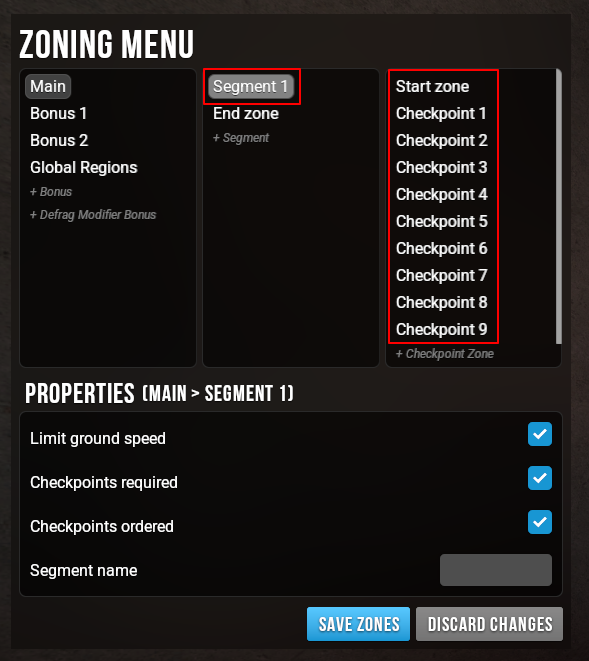 ZONING MENU
Main
Bonus 1
Bonus 2
Global Regions
+ Bonus
+ Defrag Modifier Bonus
Segment 1
End zone
+ Segment
Start zone
Checkpoint 1
Checkpoint 2
Checkpoint 3
Checkpoint 4
Checkpoint 5
Checkpoint 6
Checkpoint 7
Checkpoint 8
Checkpoint 9
+ Checkpoint Zone
PROPERTIES (MAIN > SEGMENT 1)
Limit ground speed
Checkpoints required
Checkpoints ordered
Segment name
SAVE ZONES DISCARD CHANGES